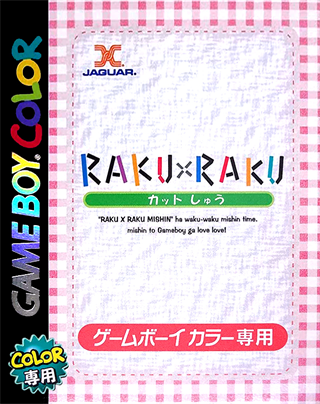 GAME BOY COLOR
JAGUAR.
RAKU×RAKU
カットしゅう
"RAKU X RAKU MISHIN" he waku-waku mishin time.
mishin to Gameboy ga love love!
ゲームボーイカラー専用
COLOR
専用